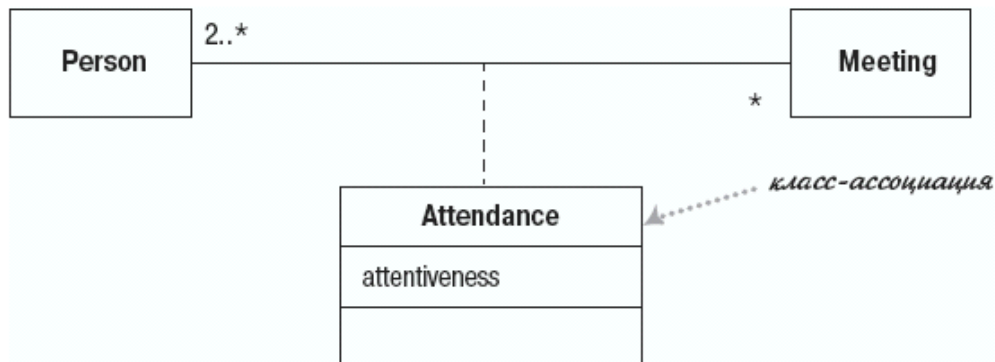 2..*
Person
Meeting
*
класс-ассоциация
Attendance
attentiveness